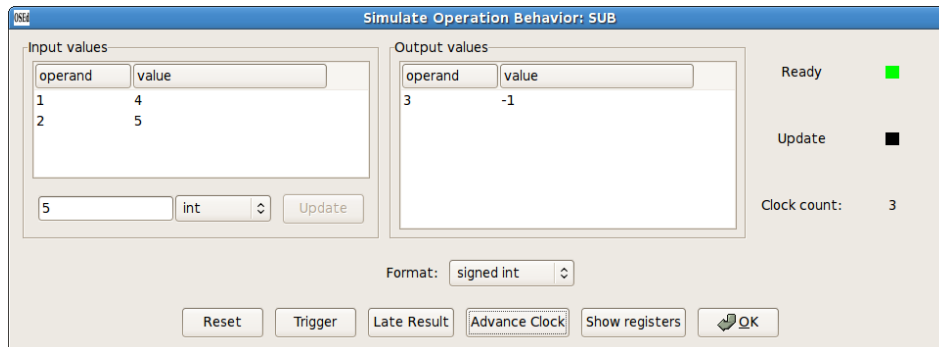 OSEd
Simulate Operation Behavior: SUB
Input values
operand value
1 4
2 5
5 int Update
Output values
operand value
3 -1
Ready
Update
Clock count: 3
Format: signed int
Reset Trigger Late Result Advance Clock Show registers OK